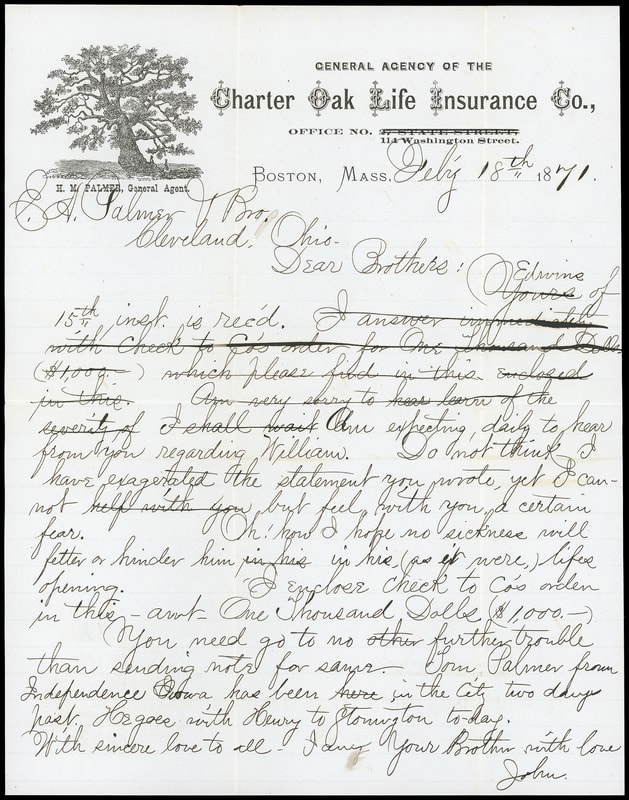 GENERAL AGENCY OF THE
Charter Oak Life Insurance Co.,
OFFICE NO. 27 STATE STREET.
114 Washington Street.
H. M. PALMER, General Agent.
BOSTON, MASS, Feb'y 18th 1871.
E. A. Palmer & Bro.
Cleveland, Ohio-
Dear Brothers:
Edwins
Yours of
15th inst. is rec'd. I answer immediately
with check to Co's order for One Thousand Dolls
($1,000.—) which please find in this enclosed
in this. Am very sorry to hear learn of the
severity of I shall wait Am expecting daily to hear
from you regarding William. Do not think I
have exagerated the statement you wrote, yet I can-
not help with you but feel, with you, a certain
fear. Oh! how I hope no sickness will
fetter or hinder him in his in his (as it were,) lifes
opening. I enclose check to Co's order
in this - amt - One Thousand Dolls ($1,000.—)
You need go to no other further trouble
than sending note for same - Tom Palmer from
Independence Iowa has been here, in the City two days
past. He goes with Henry to Stonington to-day.
With sincere love to all - I am Your Brother with love
John.